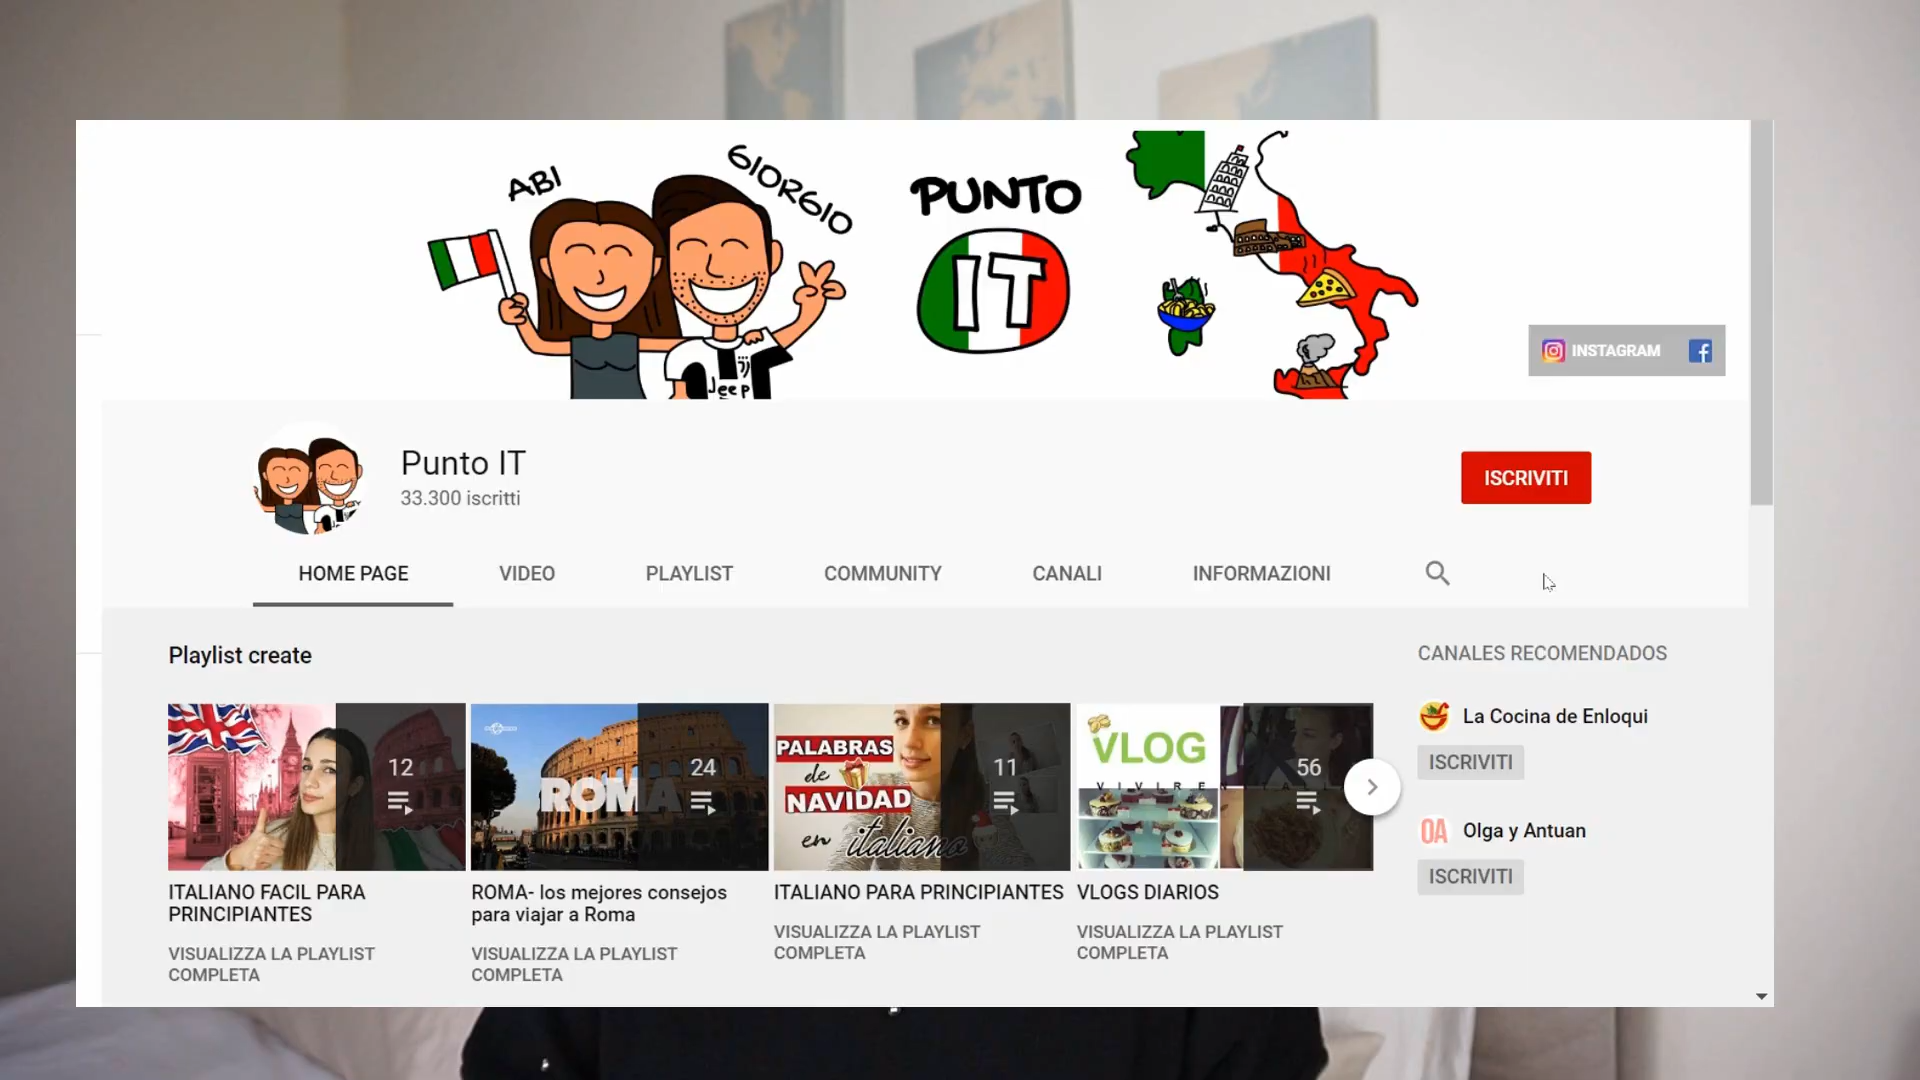 ABI
GIORGIO
PUNTO
IT
Jeep
INSTAGRAM
Punto IT
33.300 iscritti
ISCRIVITI
HOME PAGE
VIDEO
PLAYLIST
COMMUNITY
CANALI
INFORMAZIONI
Playlist create
CANALES RECOMENDADOS
12
ROMA
24
PALABRAS
de
NAVIDAD
en italiano
11
VLOG
56
La Cocina de Enloqui
ISCRIVITI
OA
Olga y Antuan
ISCRIVITI
ITALIANO FACIL PARA
PRINCIPIANTES
VISUALIZZA LA PLAYLIST
COMPLETA
ROMA- los mejores consejos
para viajar a Roma
VISUALIZZA LA PLAYLIST
COMPLETA
ITALIANO PARA PRINCIPIANTES
VISUALIZZA LA PLAYLIST
COMPLETA
VLOGS DIARIOS
VISUALIZZA LA PLAYLIST
COMPLETA